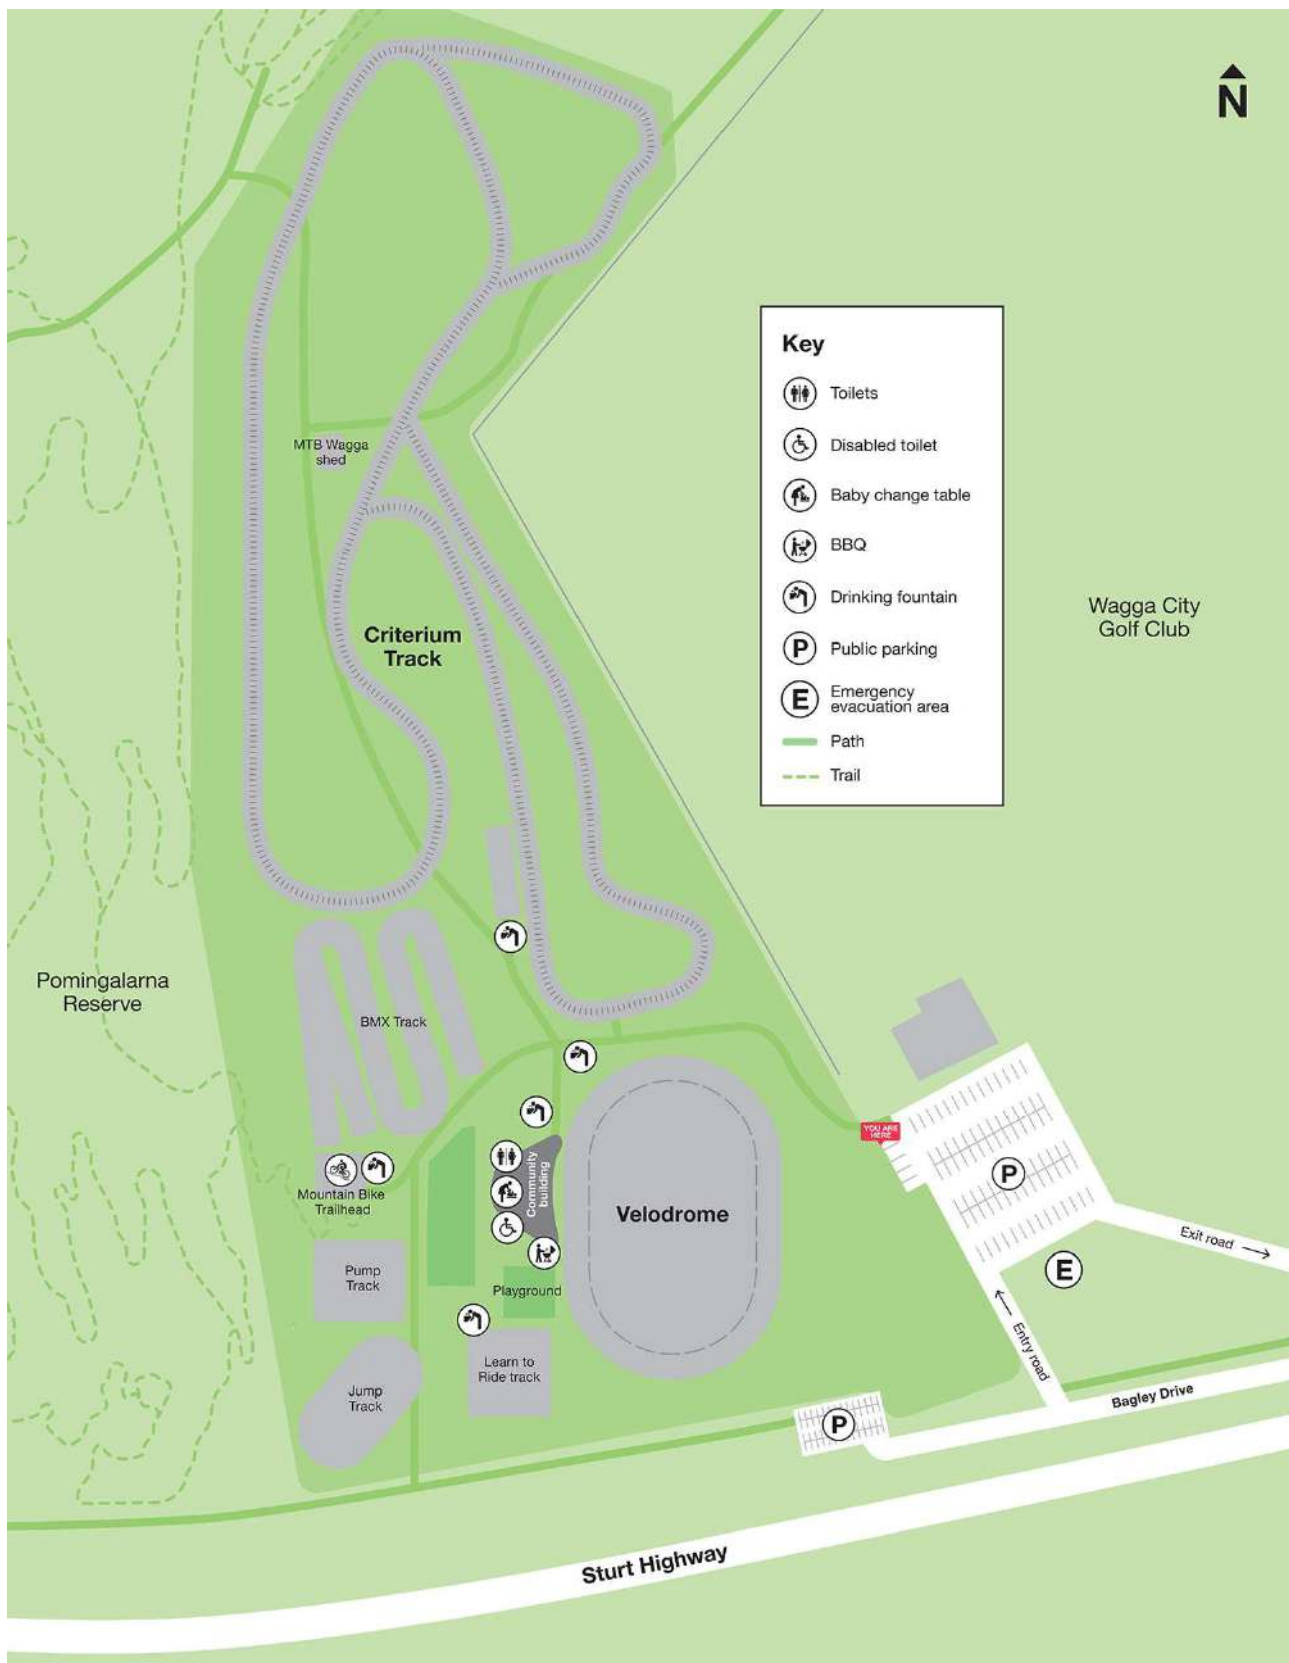 N
Key
Toilets
Disabled toilet
Baby change table
BBQ
Drinking fountain
P
Public parking
E
Emergency
evacuation area
Path
Trail
MTB Wagga
shed
Criterium
Track
Wagga City
Golf Club
Pomingalarna
Reserve
BMX Track
YOU ARE
HERE
Mountain Bike
Trailhead
Community
building
Velodrome
P
Exit road
E
Pump
Track
Playground
Entry road
Learn to
Ride track
Jump
Track
P
Bagley Drive
Sturt Highway